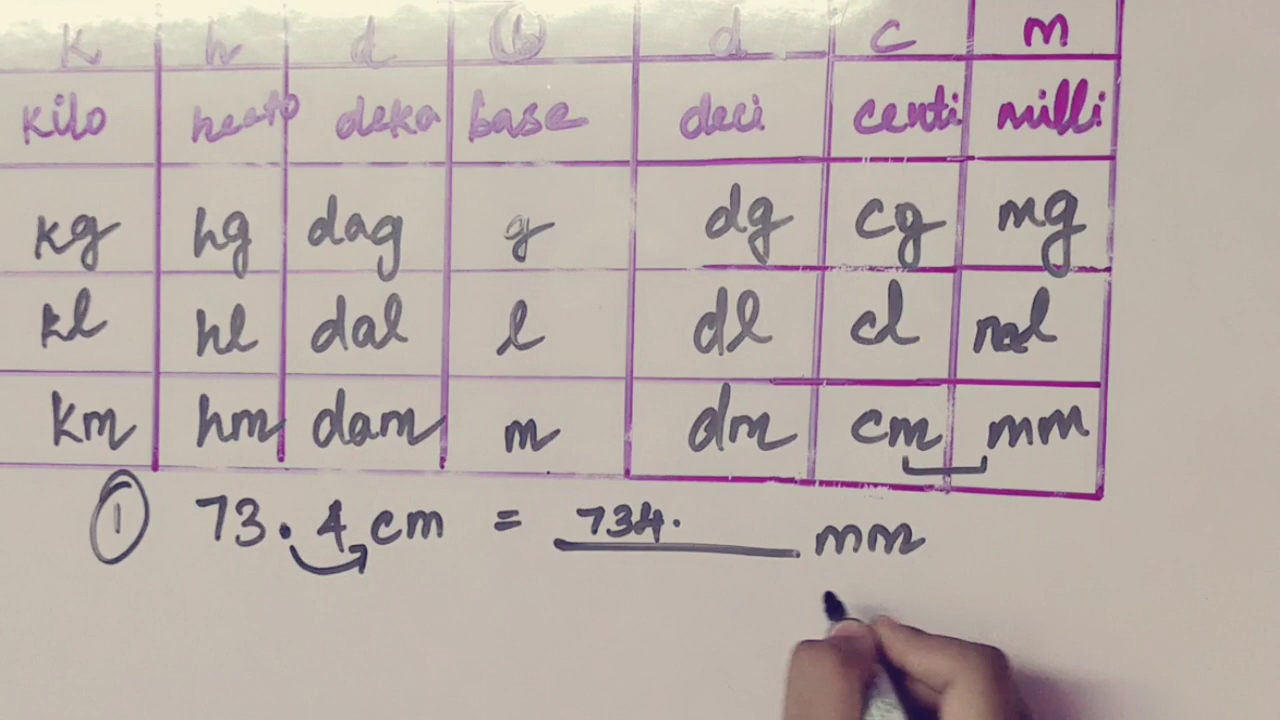 k h d b d c m
kilo hecto deka base deci centi milli
kg hg dag g dg cg mg
kl hl dal l dl cl ml
km hm dam m dm cm mm
1 73.4 cm = 734. mm